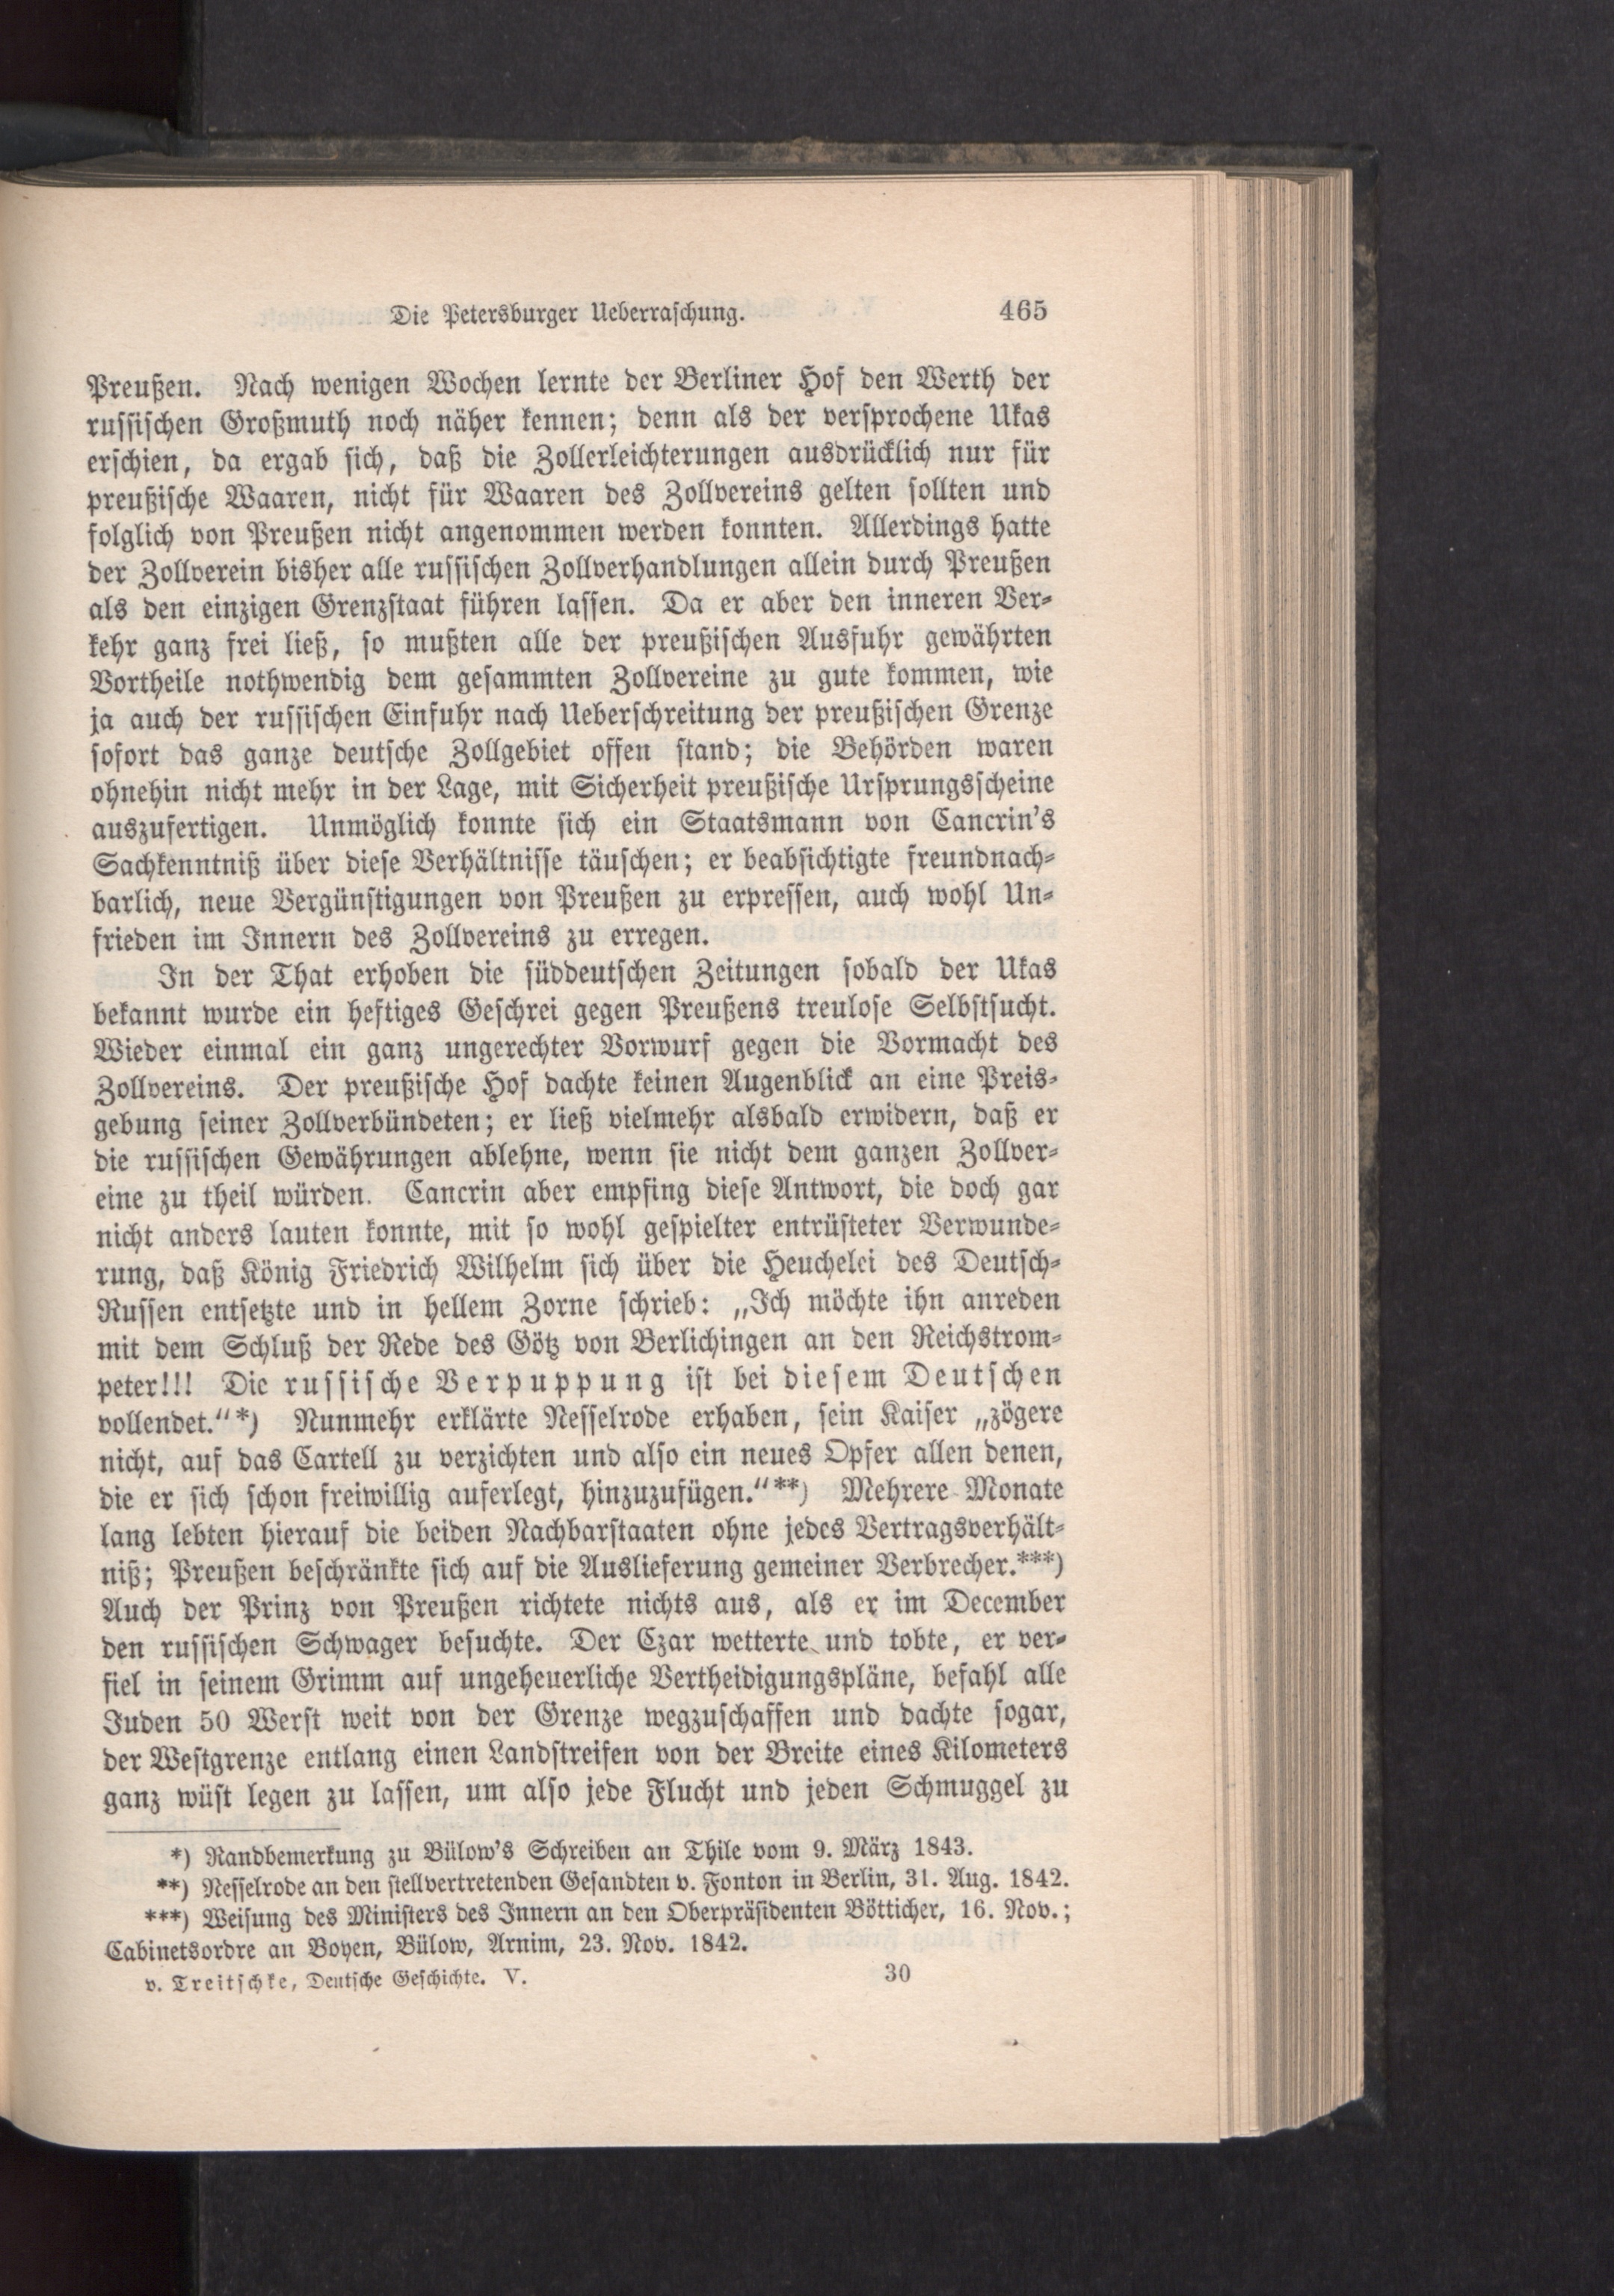 Die Petersburger Ueberraschung. 465
Preußen. Nach wenigen Wochen lernte der Berliner Hof den Werth der
russischen Großmuth noch näher kennen; denn als der versprochene Ukas
erschien, da ergab sich, daß die Zollerleichterungen ausdrücklich nur für
preußische Waaren, nicht für Waaren des Zollvereins gelten sollten und
folglich von Preußen nicht angenommen werden konnten. Allerdings hatte
der Zollverein bisher alle russischen Zollverhandlungen allein durch Preußen
als den einzigen Grenzstaat führen lassen. Da er aber den inneren Ver-
kehr ganz frei ließ, so mußten alle der preußischen Ausfuhr gewährten
Vortheile nothwendig dem gesammten Zollvereine zu gute kommen, wie
ja auch der russischen Einfuhr nach Ueberschreitung der preußischen Grenze
sofort das ganze deutsche Zollgebiet offen stand; die Behörden waren
ohnehin nicht mehr in der Lage, mit Sicherheit preußische Ursprungsscheine
auszufertigen. Unmöglich konnte sich ein Staatsmann von Cancrin's
Sachkenntniß über diese Verhältnisse täuschen; er beabsichtigte freundnach-
barlich, neue Vergünstigungen von Preußen zu erpressen, auch wohl Un-
frieden im Innern des Zollvereins zu erregen.
In der That erhoben die süddeutschen Zeitungen sobald der Ukas
bekannt wurde ein heftiges Geschrei gegen Preußens treulose Selbstsucht.
Wieder einmal ein ganz ungerechter Vorwurf gegen die Vormacht des
Zollvereins. Der preußische Hof dachte keinen Augenblick an eine Preis-
gebung seiner Zollverbündeten; er ließ vielmehr alsbald erwidern, daß er
die russischen Gewährungen ablehne, wenn sie nicht dem ganzen Zollver-
eine zu theil würden. Cancrin aber empfing diese Antwort, die doch gar
nicht anders lauten konnte, mit so wohl gespielter entrüsteter Verwunde-
rung, daß König Friedrich Wilhelm sich über die Heuchelei des Deutsch-
Russen entsetzte und in hellem Zorne schrieb: „Ich möchte ihn anreden
mit dem Schluß der Rede des Götz von Berlichingen an den Reichstrom-
peter!!! Die russische Verpuppung ist bei diesem Deutschen
vollendet.“*) Nunmehr erklärte Nesselrode erhaben, sein Kaiser „zögere
nicht, auf das Cartell zu verzichten und also ein neues Opfer allen denen,
die er sich schon freiwillig auferlegt, hinzuzufügen.“**) Mehrere Monate
lang lebten hierauf die beiden Nachbarstaaten ohne jedes Vertragsverhält-
niß; Preußen beschränkte sich auf die Auslieferung gemeiner Verbrecher.***)
Auch der Prinz von Preußen richtete nichts aus, als er im December
den russischen Schwager besuchte. Der Czar wetterte und tobte, er ver-
fiel in seinem Grimm auf ungeheuerliche Vertheidigungspläne, befahl alle
Juden 50 Werst weit von der Grenze wegzuschaffen und dachte sogar,
der Westgrenze entlang einen Landstreifen von der Breite eines Kilometers
ganz wüst legen zu lassen, um also jede Flucht und jeden Schmuggel zu
*) Randbemerkung zu Bülow's Schreiben an Thile vom 9. März 1843.
**) Nesselrode an den stellvertretenden Gesandten v. Fonton in Berlin, 31. Aug. 1842.
***) Weisung des Ministers des Innern an den Oberpräsidenten Bötticher, 16. Nov.;
Cabinetsordre an Boyen, Bülow, Arnim, 23. Nov. 1842.
v. Treitschke, Deutsche Geschichte. V. 30